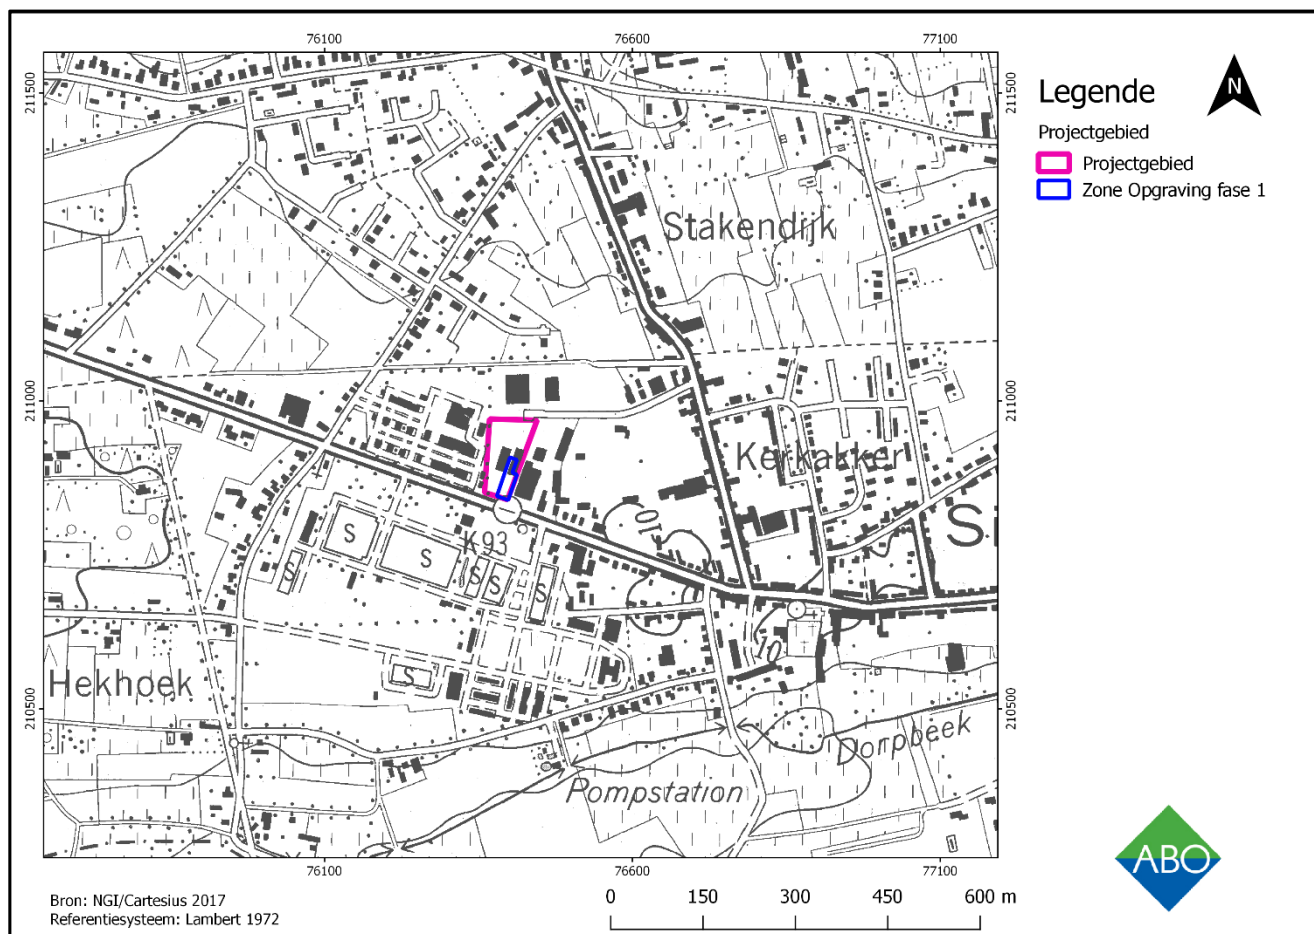 76100
76600
77100
211500
211500
Legende
N
Projectgebied
Projectgebied
Zone Opgraving fase 1
Stakendijk
211000
211000
Kerkakker
10
S
K93
S
S
S
S
S
S
10
Hekhoek
S
210500
210500
Dorpbeek
Pompstation
76100
76600
77100
ABO
Bron: NGI/Cartesius 2017
Referentiesysteem: Lambert 1972
0 150 300 450 600 m